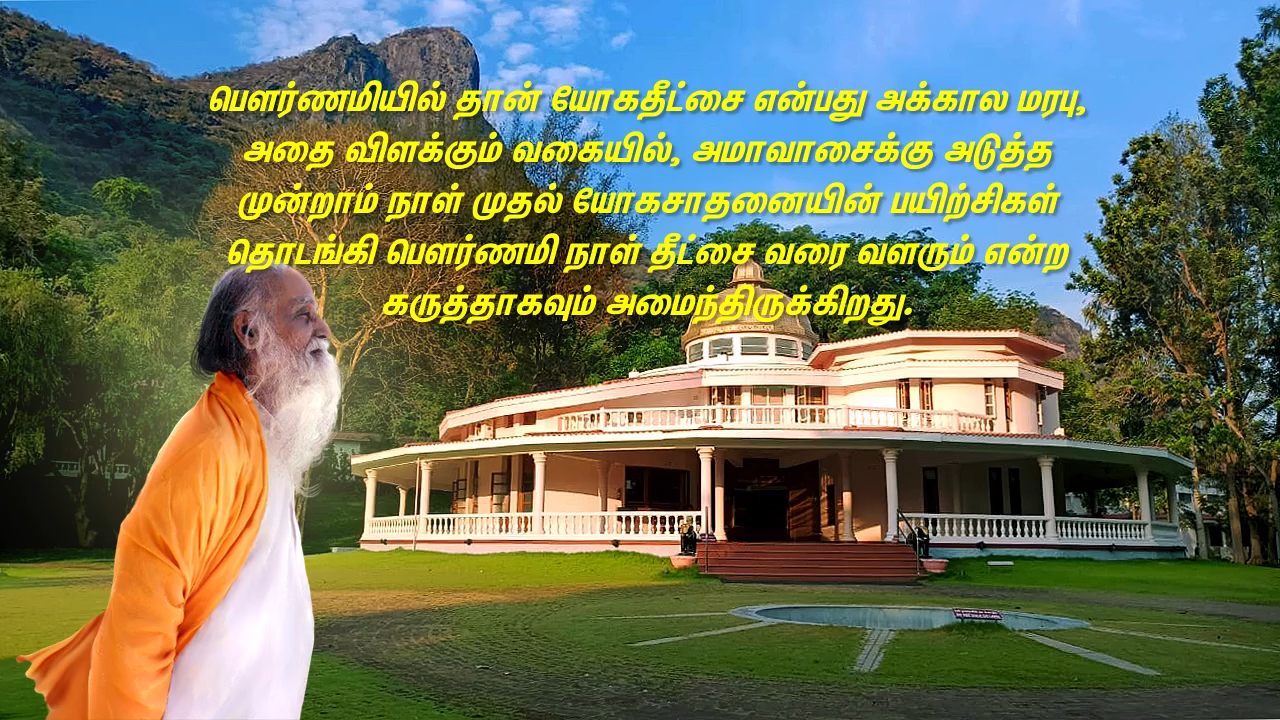 பௌர்ணமியில் தான் யோகதீட்சை என்பது அக்கால மரபு,
அதை விளக்கும் வகையில், அமாவாசைக்கு அடுத்த
முன்றாம் நாள் முதல் யோகசாதனையின் பயிற்சிகள்
தொடங்கி பௌர்ணமி நாள் தீட்சை வரை வளரும் என்ற
கருத்தாகவும் அமைந்திருக்கிறது.